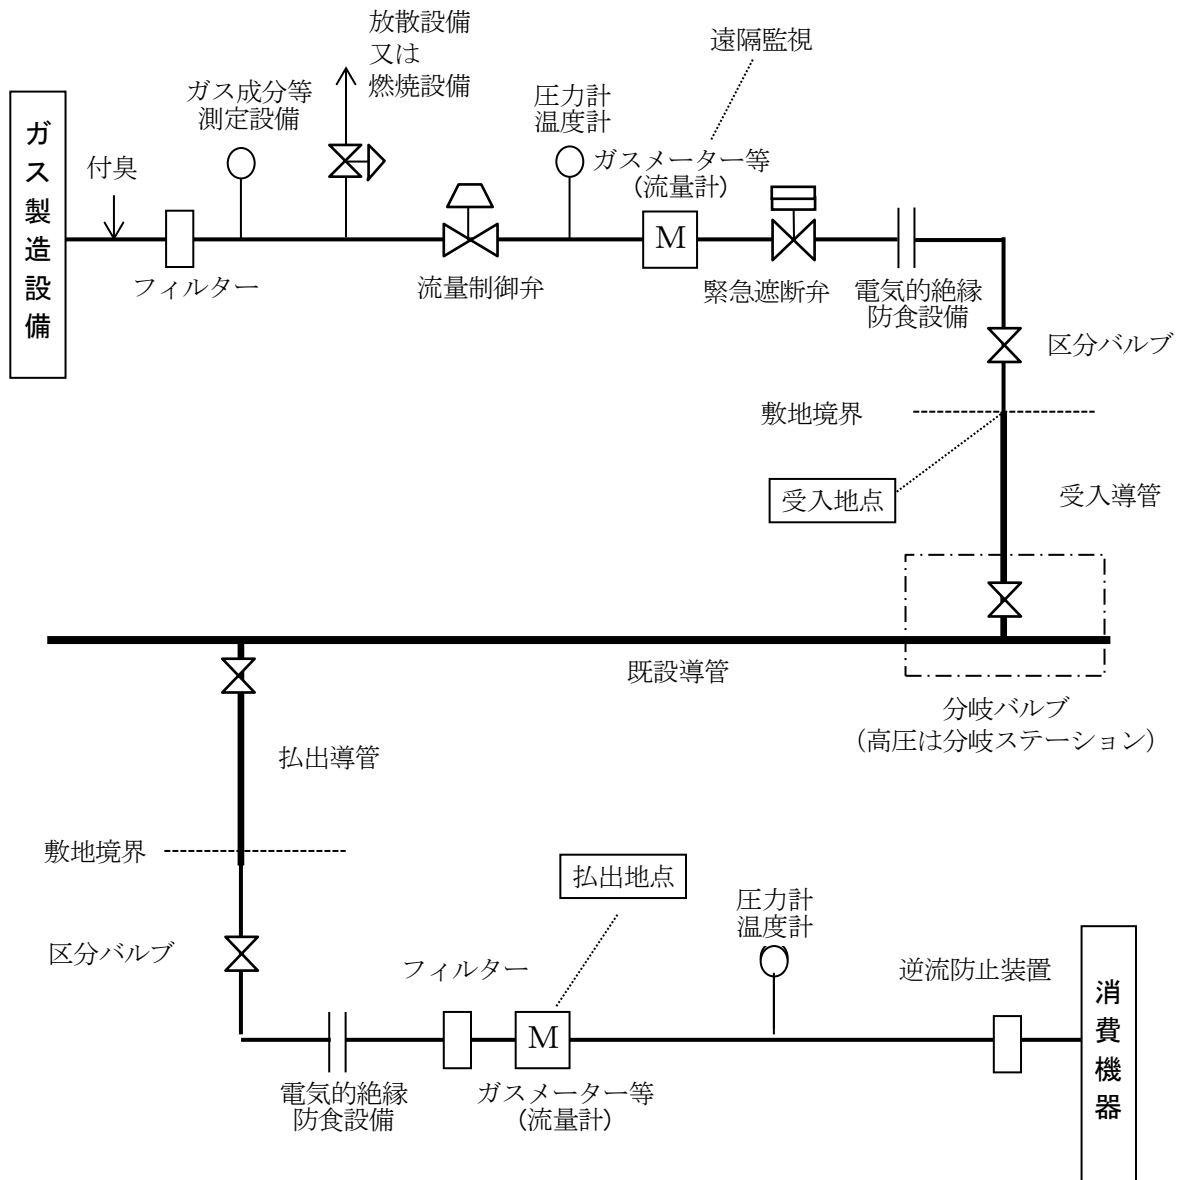 放散設備
又は
燃焼設備
遠隔監視
ガス成分等
測定設備
圧力計
温度計
ガス製造設備
付臭
ガスメーター等
（流量計）
M
フィルター
流量制御弁
緊急遮断弁
電気的絶縁
防食設備
区分バルブ
敷地境界
受入地点
受入導管
既設導管
分岐バルブ
（高圧は分岐ステーション）
払出導管
敷地境界
払出地点
圧力計
温度計
区分バルブ
フィルター
逆流防止装置
消費機器
M
電気的絶縁
防食設備
ガスメーター等
（流量計）